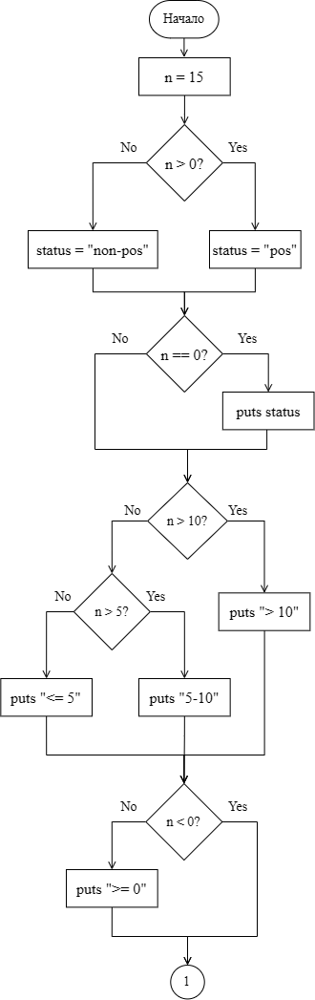 Начало
n = 15
n > 0?
No
Yes
status = "non-pos"
status = "pos"
n == 0?
No
Yes
puts status
n > 10?
No
Yes
n > 5?
No
Yes
puts "> 10"
puts "<= 5"
puts "5-10"
n < 0?
No
Yes
puts ">= 0"
1